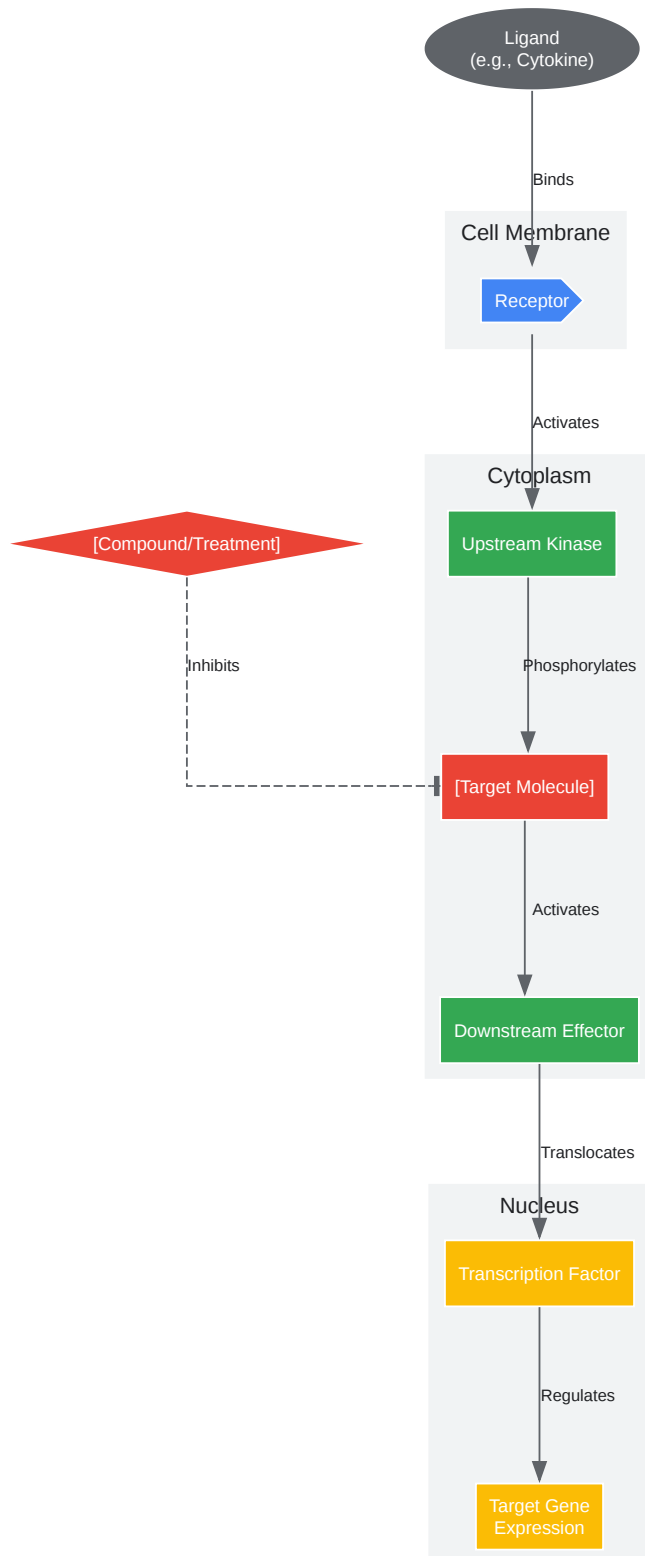 Ligand
(e.g., Cytokine)
Binds
Cell Membrane
Receptor
Activates
Cytoplasm
[Compound/Treatment]
Upstream Kinase
Inhibits
Phosphorylates
[Target Molecule]
Activates
Downstream Effector
Translocates
Nucleus
Transcription Factor
Regulates
Target Gene
Expression